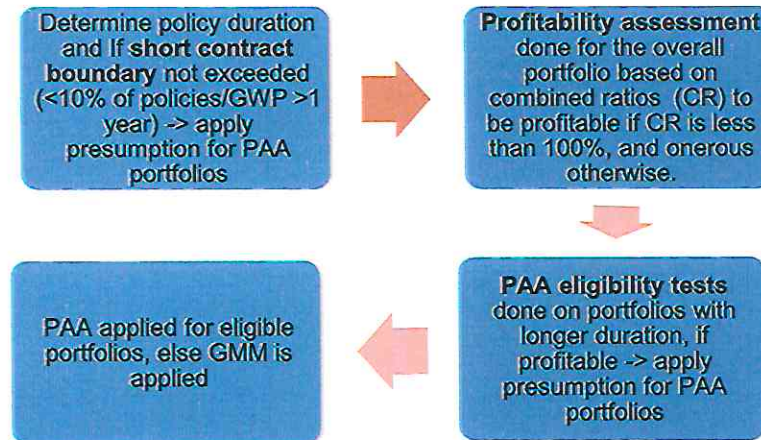 Determine policy duration
and If short contract
boundary not exceeded
(<10% of policies/GWP >1
year) -> apply
presumption for PAA
portfolios
Profitability assessment
done for the overall
portfolio based on
combined ratios (CR) to
be profitable if CR is less
than 100%, and onerous
otherwise.
PAA eligibility tests
done on portfolios with
longer duration, if
profitable -> apply
presumption for PAA
portfolios
PAA applied for eligible
portfolios, else GMM is
applied